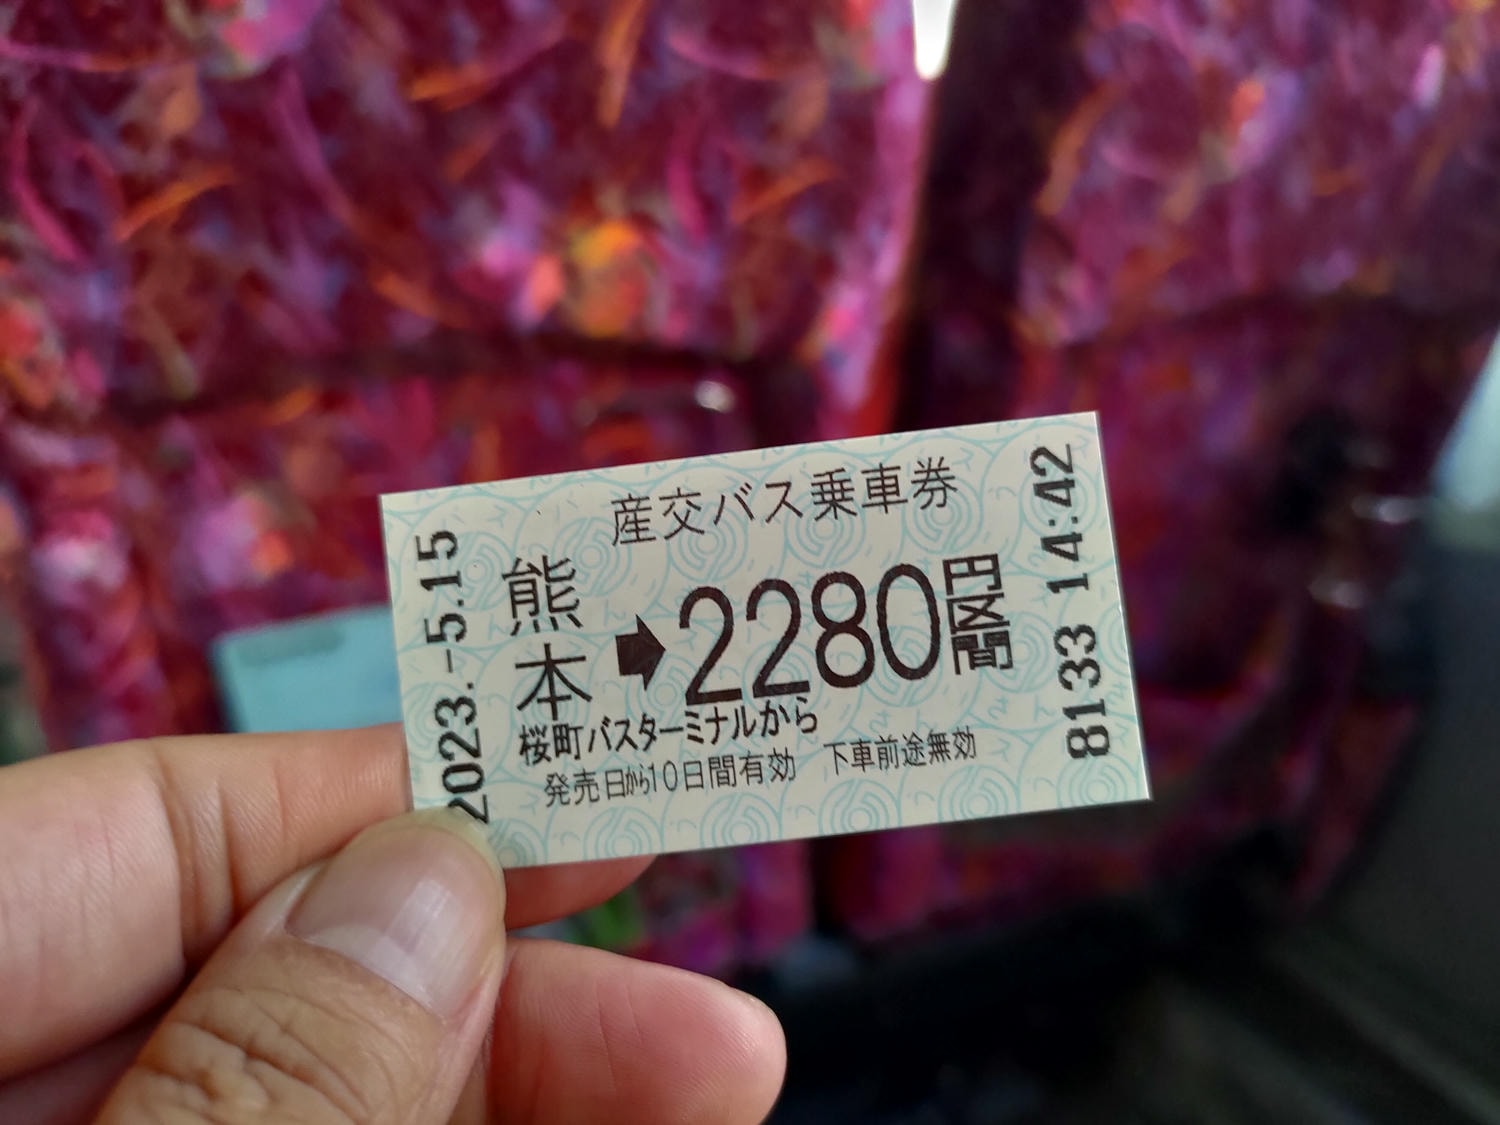 産交バス乗車券
熊本➡2280円区間
桜町バスターミナルから
発売日から10日間有効　下車前途無効
2023.-5.15
8133 14:42